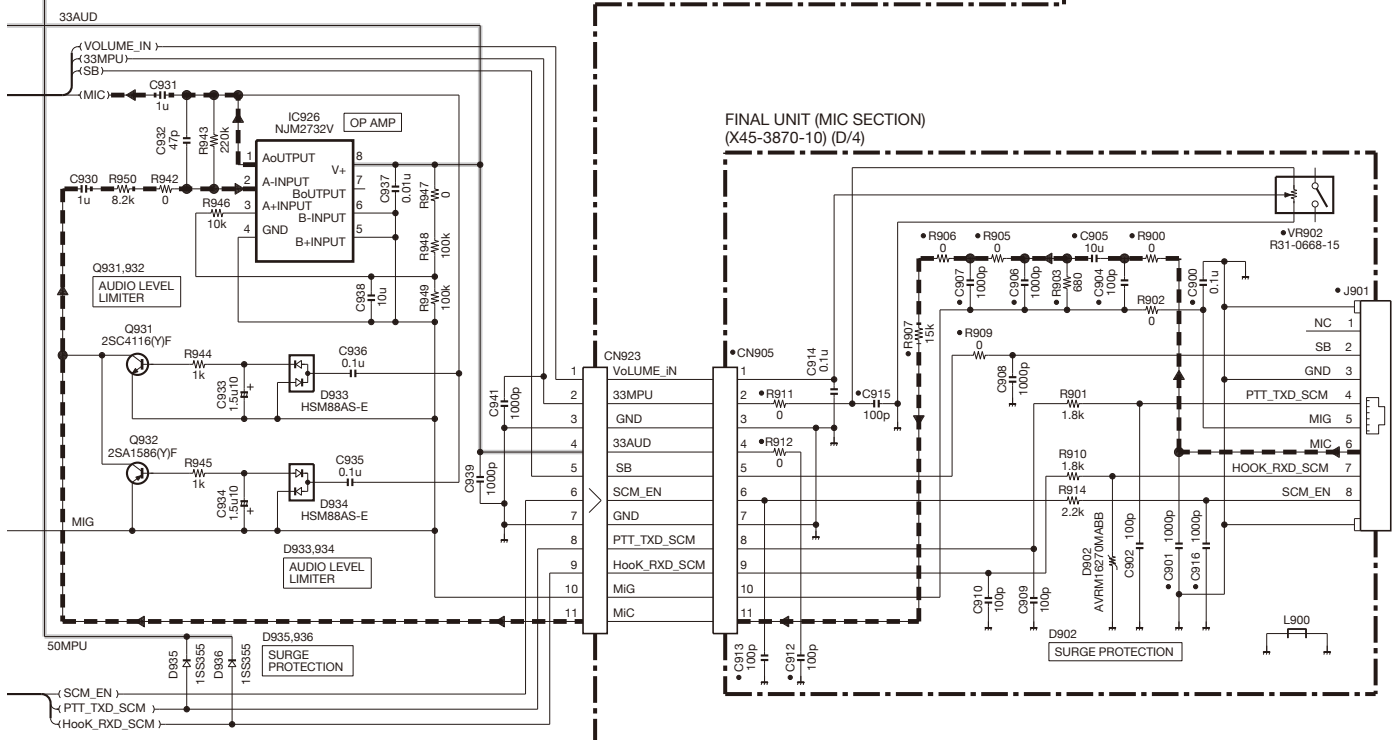 33AUD
VOLUME_IN
33MPU
SB
MIC
C931
1u
C932
47p
R943
220k
IC926
NJM2732V
OP AMP
1 AoUTPUT
2 A-INPUT
3 A+INPUT
4 GND
V+ 8
BoUTPUT 7
B-INPUT 6
B+INPUT 5
C930
1u
R950
8.2k
R942
0
R946
10k
C937
0.01u
R947
0
R948
100k
R949
100k
C938
10u
Q931,932
AUDIO LEVEL
LIMITER
Q931
2SC4116(Y)F
R944
1k
C933
1.5u10
+
D933
HSM88AS-E
C936
0.1u
Q932
2SA1586(Y)F
R945
1k
C934
1.5u10
+
D934
HSM88AS-E
C935
0.1u
MIG
D933,934
AUDIO LEVEL
LIMITER
50MPU
D935
1SS355
D936
1SS355
D935,936
SURGE
PROTECTION
SCM_EN
PTT_TXD_SCM
HooK_RXD_SCM
C941
1000p
C939
1000p
CN923
CN905
1 VoLUME_iN 1
2 33MPU 2
3 GND 3
4 33AUD 4
5 SB 5
6 SCM_EN 6
7 GND 7
8 PTT_TXD_SCM 8
9 HooK_RXD_SCM 9
10 MiG 10
11 MiC 11
FINAL UNIT (MIC SECTION)
(X45-3870-10) (D/4)
VR902
R31-0668-15
R906
0
R905
0
C905
10u
R900
0
C907
1000p
C906
1000p
R903
680
C904
100p
R902
0
C900
0.1u
R907
15k
R909
0
C908
1000p
C914
0.1u
R911
0
C915
100p
R912
0
R901
1.8k
R910
1.8k
R914
2.2k
J901
NC 1
SB 2
GND 3
PTT_TXD_SCM 4
MIG 5
MIC 6
HOOK_RXD_SCM 7
SCM_EN 8
C913
100p
C912
100p
C910
100p
C909
100p
D902
AVRM16270MABB
C902
100p
C901
1000p
C916
1000p
D902
SURGE PROTECTION
L900